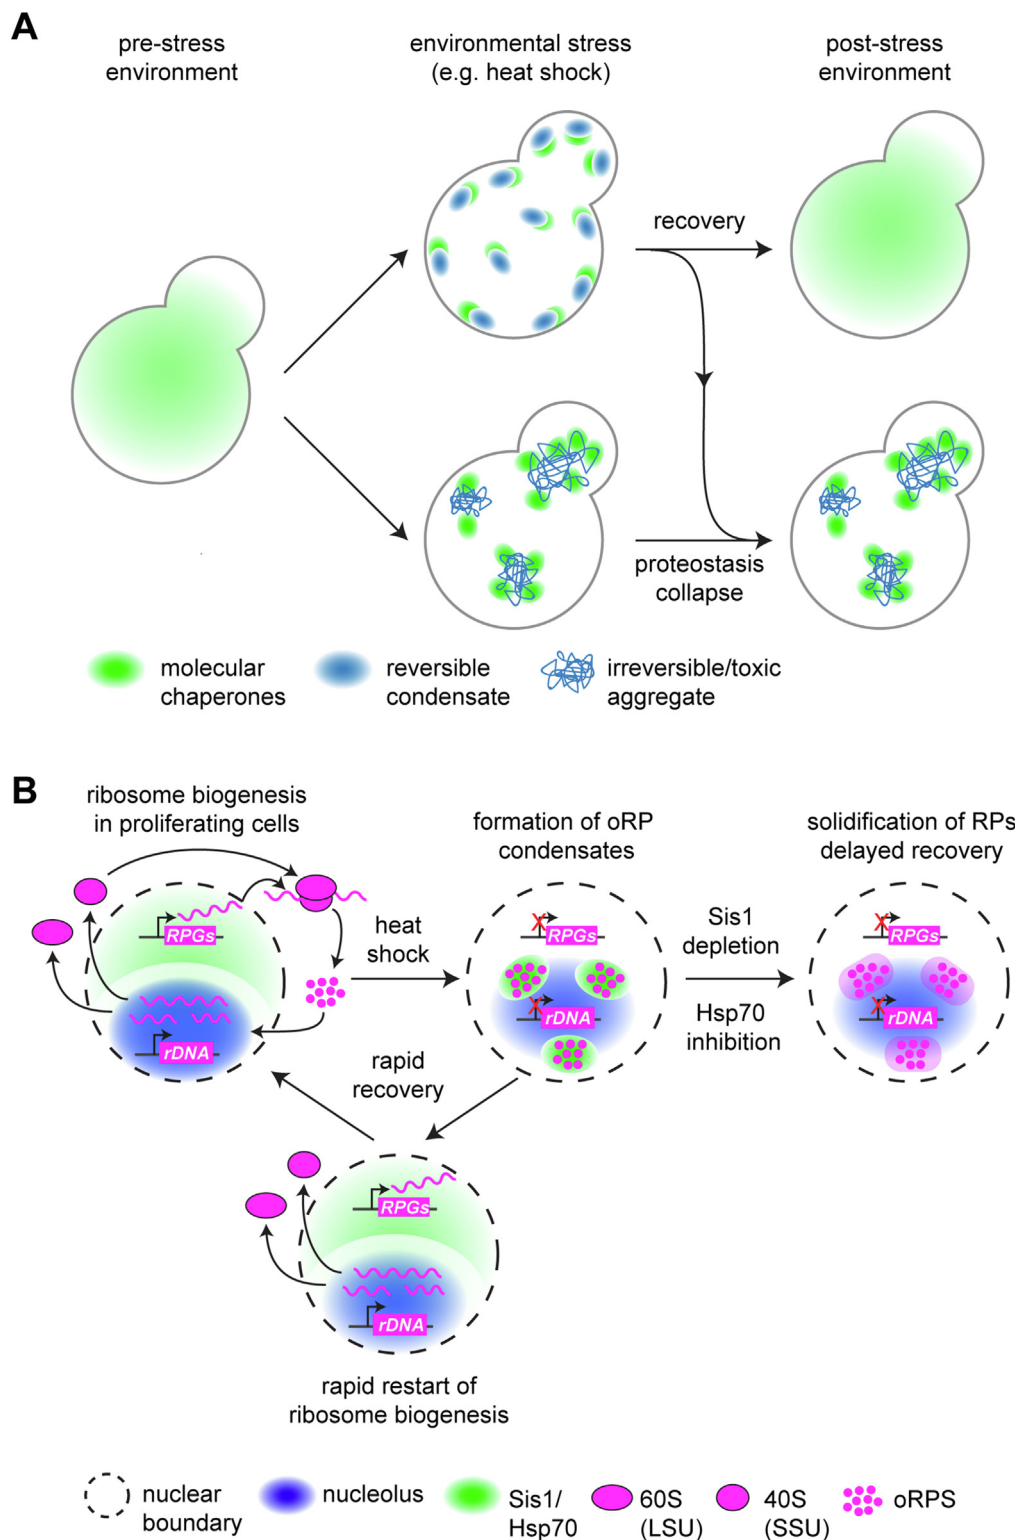 A
pre-stress
environment
environmental stress
(e.g. heat shock)
post-stress
environment
recovery
proteostasis
collapse
molecular
chaperones
reversible
condensate
irreversible/toxic
aggregate
B
ribosome biogenesis
in proliferating cells
formation of oRP
condensates
solidification of RPs
delayed recovery
RPGs
rDNA
heat
shock
RPGs
rDNA
Sis1
depletion
Hsp70
inhibition
RPGs
rDNA
rapid
recovery
RPGs
rDNA
rapid restart of
ribosome biogenesis
nuclear
boundary
nucleolus
Sis1/
Hsp70
60S
(LSU)
40S
(SSU)
oRPS